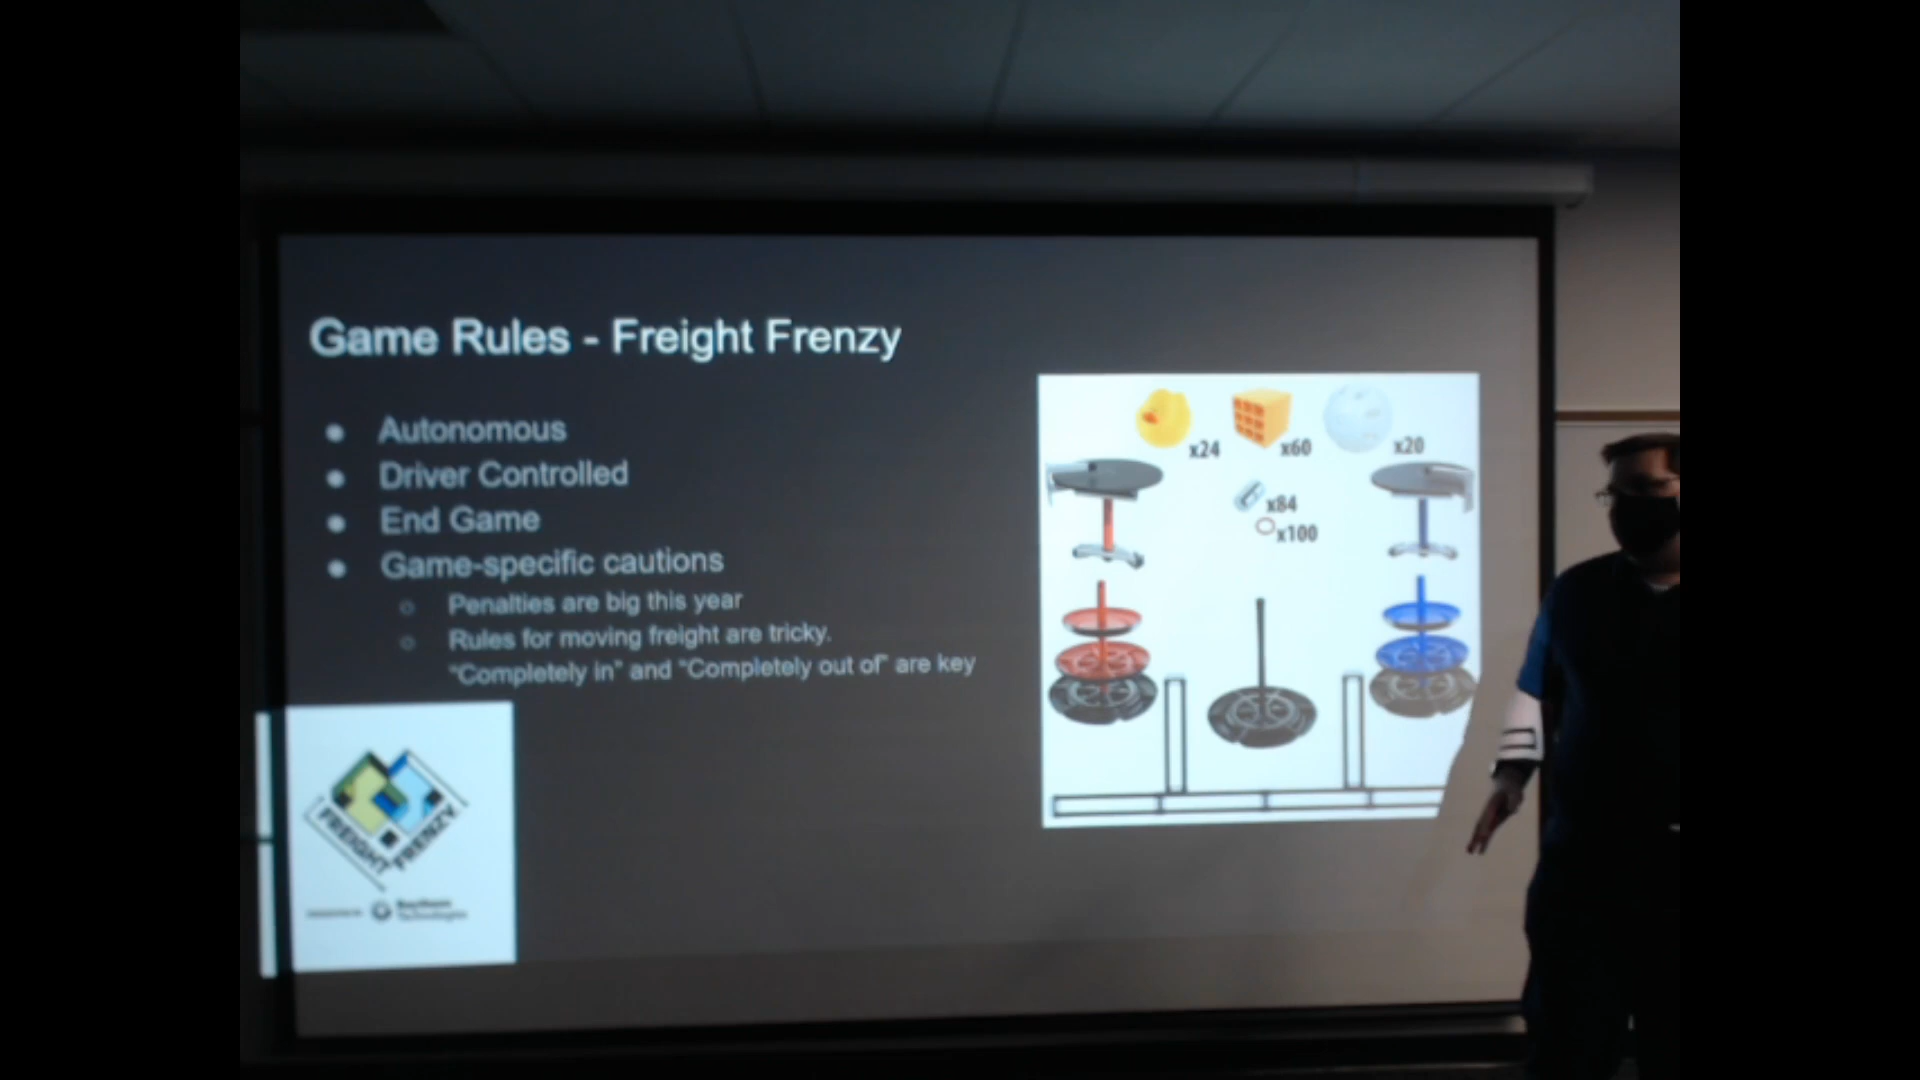 Game Rules - Freight Frenzy
● Autonomous
● Driver Controlled
● End Game
● Game-specific cautions
○ Penalties are big this year
○ Rules for moving freight are tricky.
“Completely in” and “Completely out of” are key
x24
x60
x20
x84
x100
FREIGHT FRENZY
Raytheon
Technologies